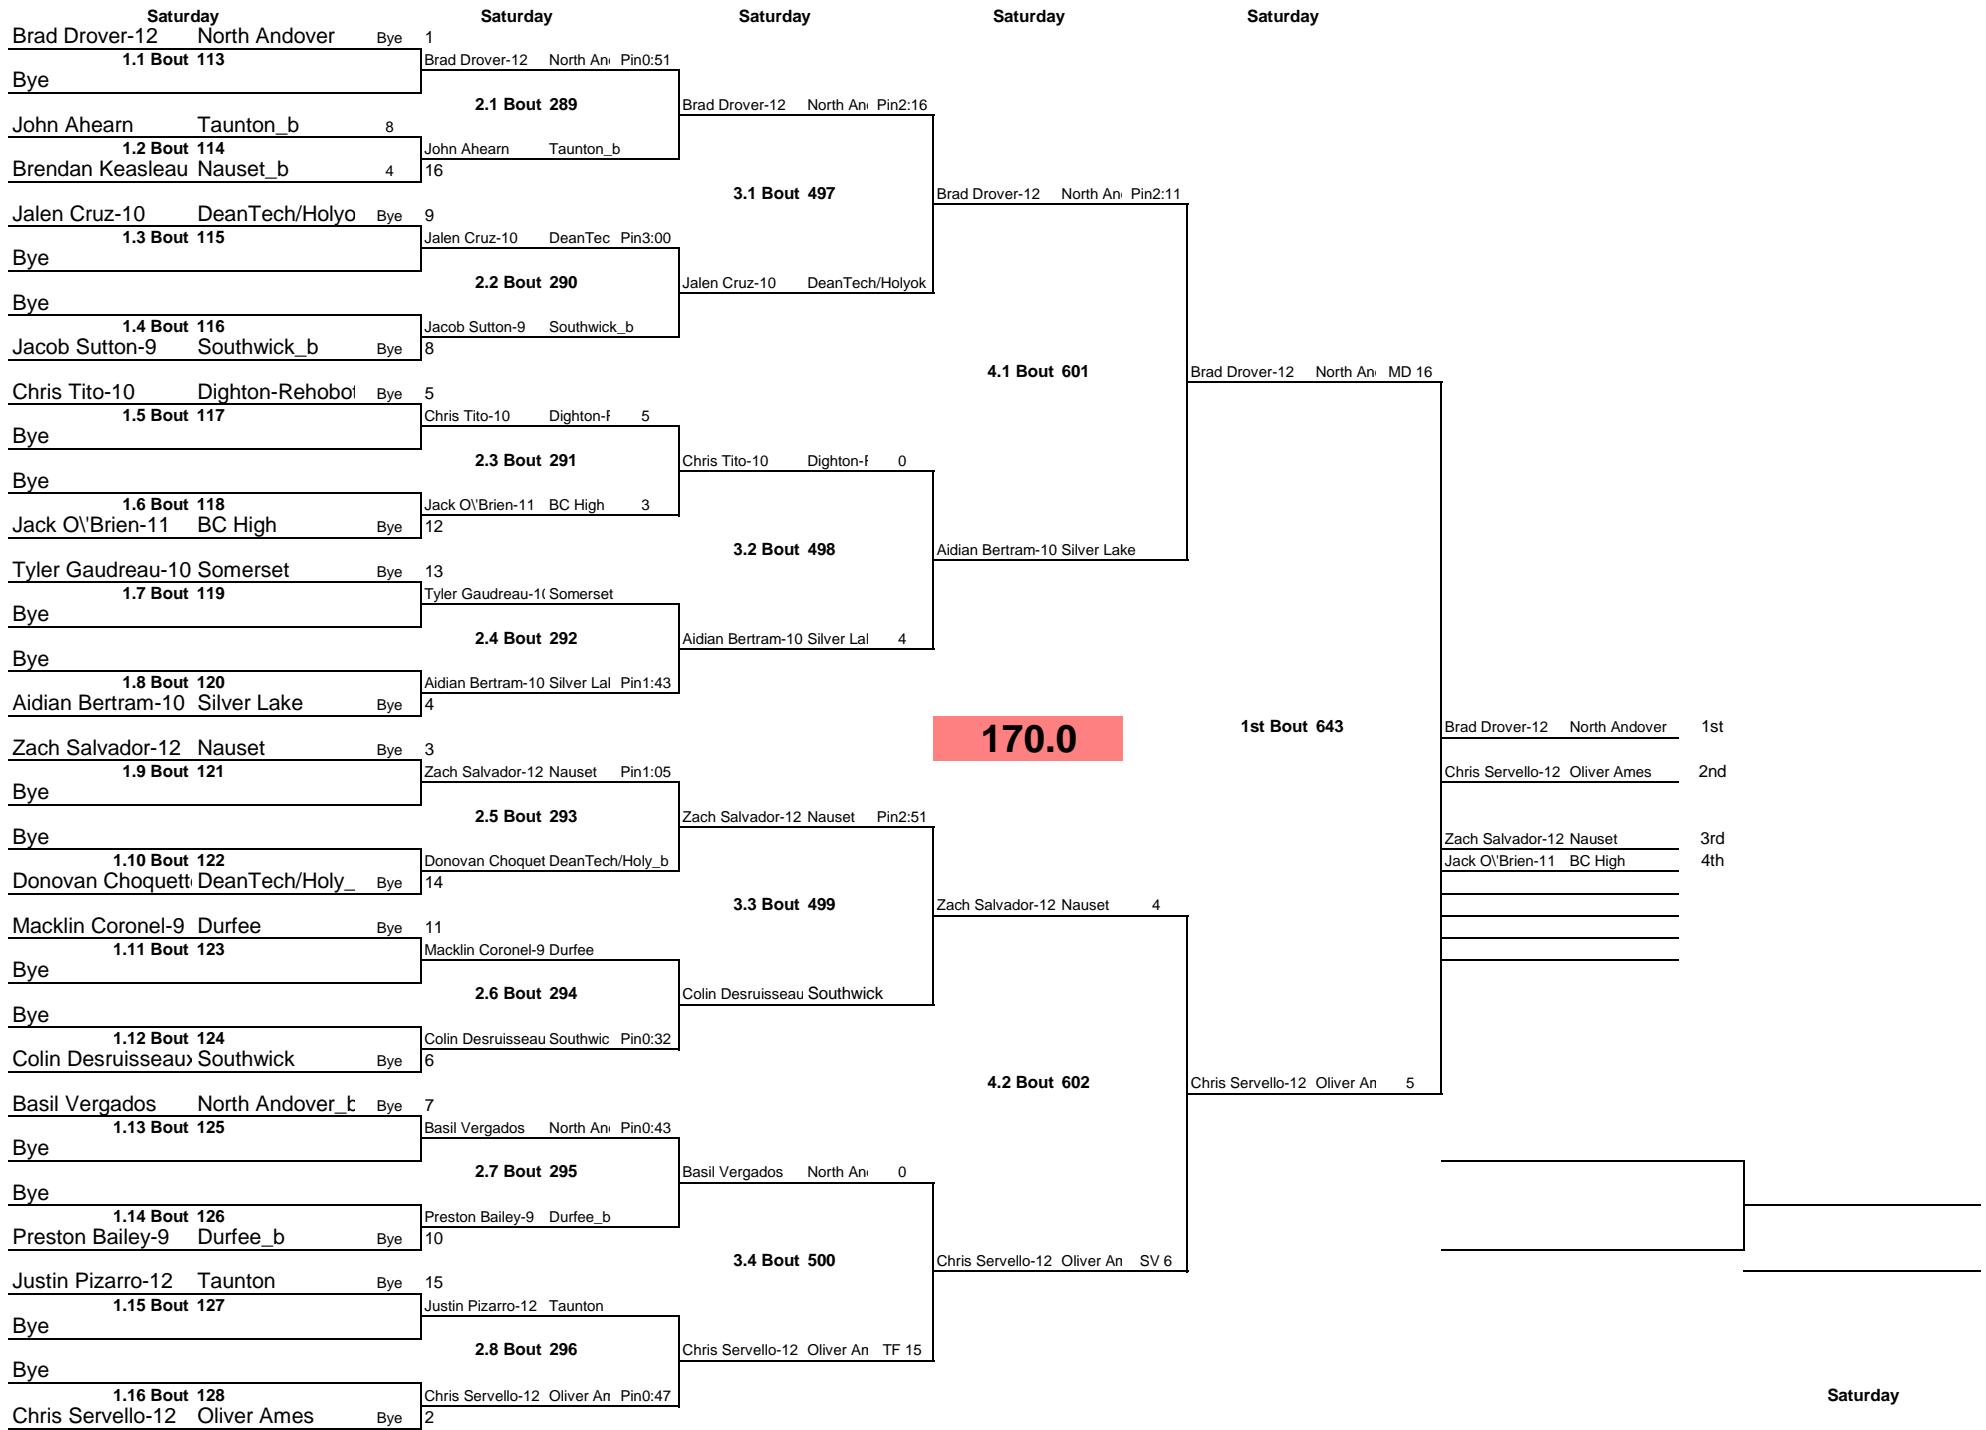 Saturday Saturday Saturday Saturday Saturday
Brad Drover-12 North Andover Bye 1
1.1 Bout 113 Brad Drover-12 North An Pin0:51
Bye
2.1 Bout 289 Brad Drover-12 North An Pin2:16
John Ahearn Taunton_b 8
1.2 Bout 114 John Ahearn Taunton_b
Brendan Keasleau Nauset_b 4 16
3.1 Bout 497 Brad Drover-12 North An Pin2:11
Jalen Cruz-10 DeanTech/Holyo Bye 9
1.3 Bout 115 Jalen Cruz-10 DeanTec Pin3:00
Bye
2.2 Bout 290 Jalen Cruz-10 DeanTech/Holyok
Bye
1.4 Bout 116 Jacob Sutton-9 Southwick_b
Jacob Sutton-9 Southwick_b Bye 8
4.1 Bout 601 Brad Drover-12 North An MD 16
Chris Tito-10 Dighton-Rehobot Bye 5
1.5 Bout 117 Chris Tito-10 Dighton-F 5
Bye
2.3 Bout 291 Chris Tito-10 Dighton-F 0
Bye
1.6 Bout 118 Jack O\'Brien-11 BC High 3
Jack O\'Brien-11 BC High Bye 12
3.2 Bout 498 Aidian Bertram-10 Silver Lake
Tyler Gaudreau-10 Somerset Bye 13
1.7 Bout 119 Tyler Gaudreau-1( Somerset
Bye
2.4 Bout 292 Aidian Bertram-10 Silver Lal 4
Bye
1.8 Bout 120 Aidian Bertram-10 Silver Lal Pin1:43
Aidian Bertram-10 Silver Lake Bye 4
170.0 1st Bout 643 Brad Drover-12 North Andover 1st
Zach Salvador-12 Nauset Bye 3
1.9 Bout 121 Zach Salvador-12 Nauset Pin1:05 Chris Servello-12 Oliver Ames 2nd
Bye
2.5 Bout 293 Zach Salvador-12 Nauset Pin2:51
Bye Zach Salvador-12 Nauset 3rd
1.10 Bout 122 Donovan Choquet DeanTech/Holy_b Jack O\'Brien-11 BC High 4th
Donovan Choquett DeanTech/Holy_ Bye 14
3.3 Bout 499 Zach Salvador-12 Nauset 4
Macklin Coronel-9 Durfee Bye 11
1.11 Bout 123 Macklin Coronel-9 Durfee
Bye
2.6 Bout 294 Colin Desruisseau Southwick
Bye
1.12 Bout 124 Colin Desruisseau Southwic Pin0:32
Colin Desruisseaux Southwick Bye 6
4.2 Bout 602 Chris Servello-12 Oliver An 5
Basil Vergados North Andover_b Bye 7
1.13 Bout 125 Basil Vergados North An Pin0:43
Bye
2.7 Bout 295 Basil Vergados North An 0
Bye
1.14 Bout 126 Preston Bailey-9 Durfee_b
Preston Bailey-9 Durfee_b Bye 10
3.4 Bout 500 Chris Servello-12 Oliver An SV 6
Justin Pizarro-12 Taunton Bye 15
1.15 Bout 127 Justin Pizarro-12 Taunton
Bye
2.8 Bout 296 Chris Servello-12 Oliver An TF 15
Bye
1.16 Bout 128 Chris Servello-12 Oliver An Pin0:47 Saturday
Chris Servello-12 Oliver Ames Bye 2